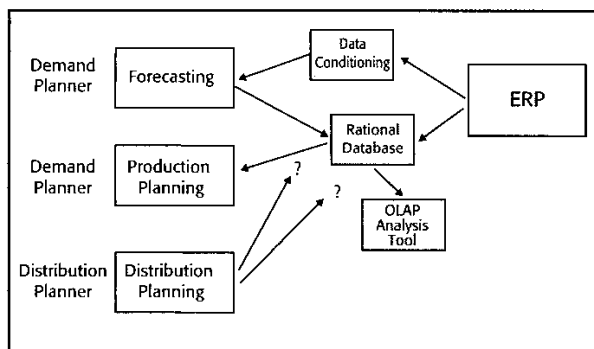 Data
Conditioning
Demand
Planner
Forecasting
ERP
Rational
Database
Demand
Planner
Production
Planning
?
?
OLAP
Analysis
Tool
Distribution
Planner
Distribution
Planning